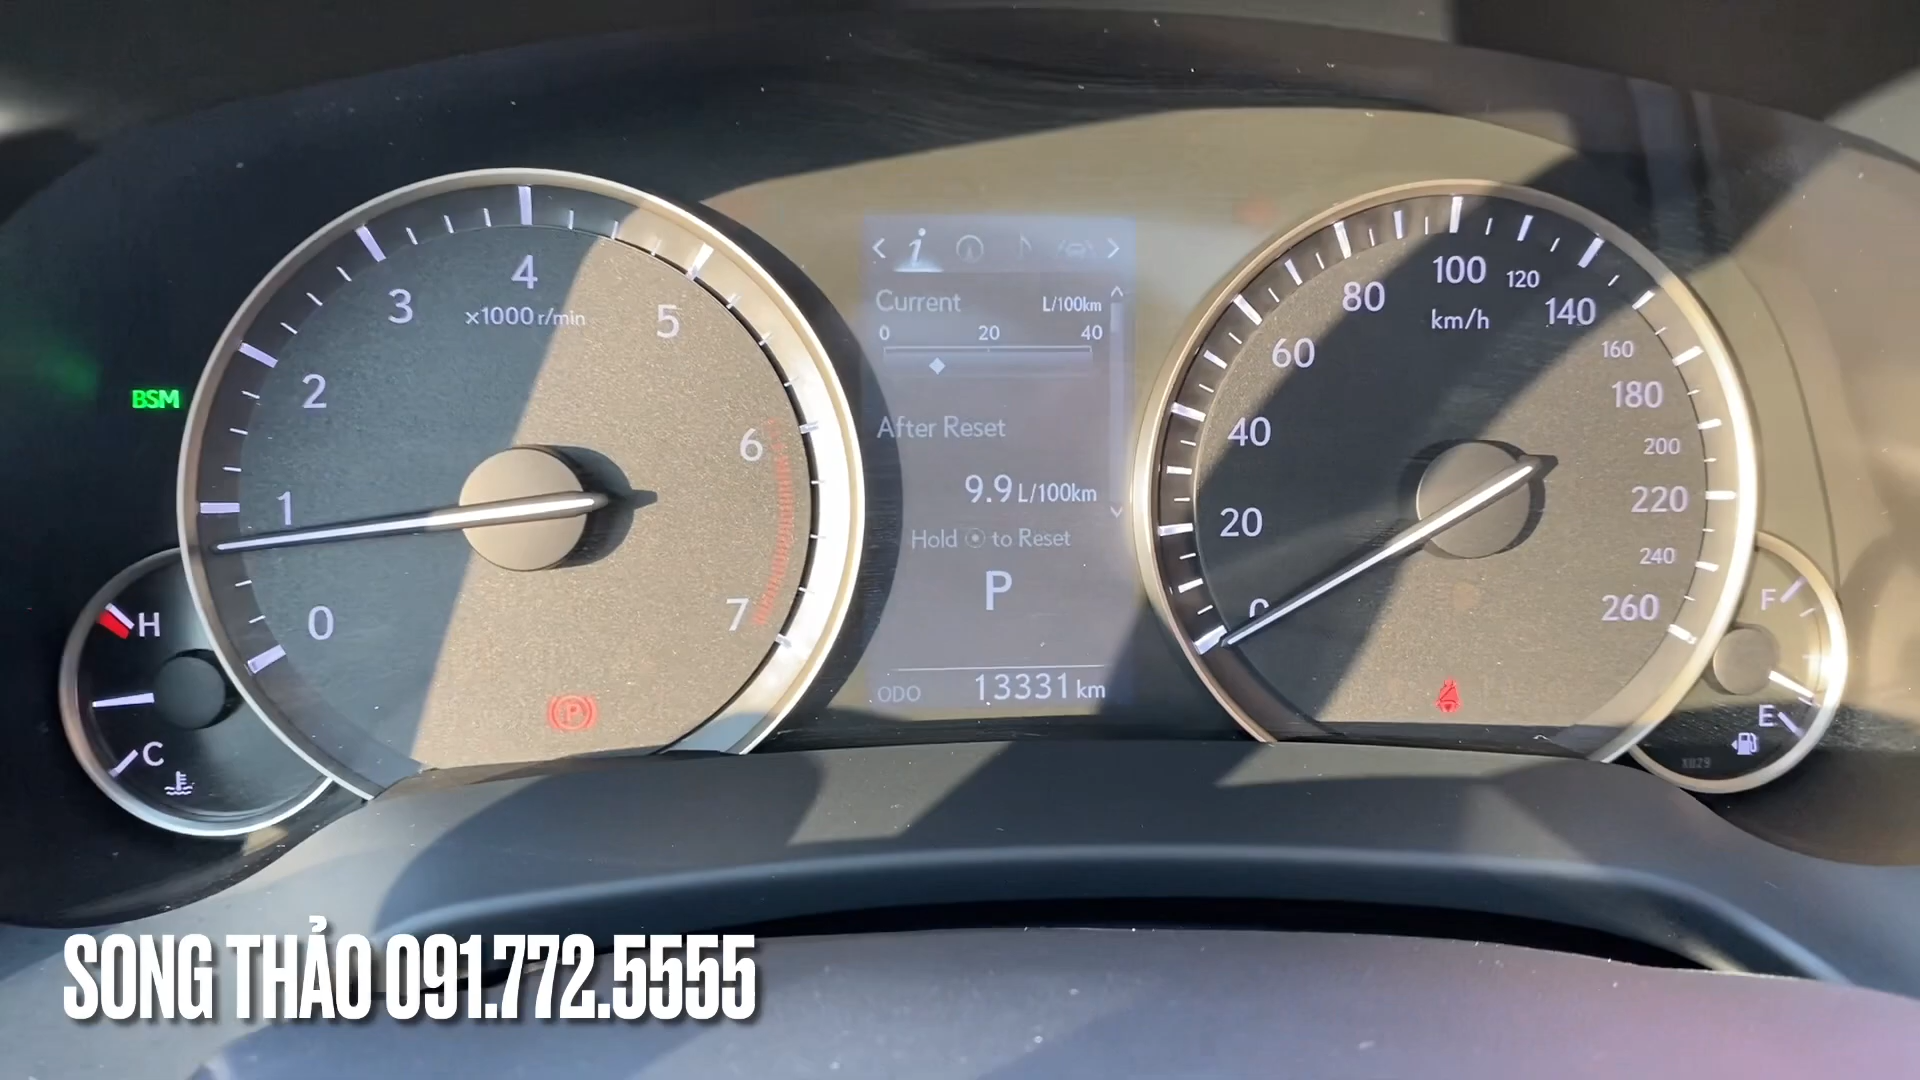 BSM
0
1
2
3
4
5
6
7
x1000 r/min
H
C
Current L/100km
0 20 40
After Reset
9.9 L/100km
Hold to Reset
P
ODO 13331 km
0
20
40
60
80
100
120
140
160
180
200
220
240
260
km/h
F
E
SONG THẢO 091.772.5555